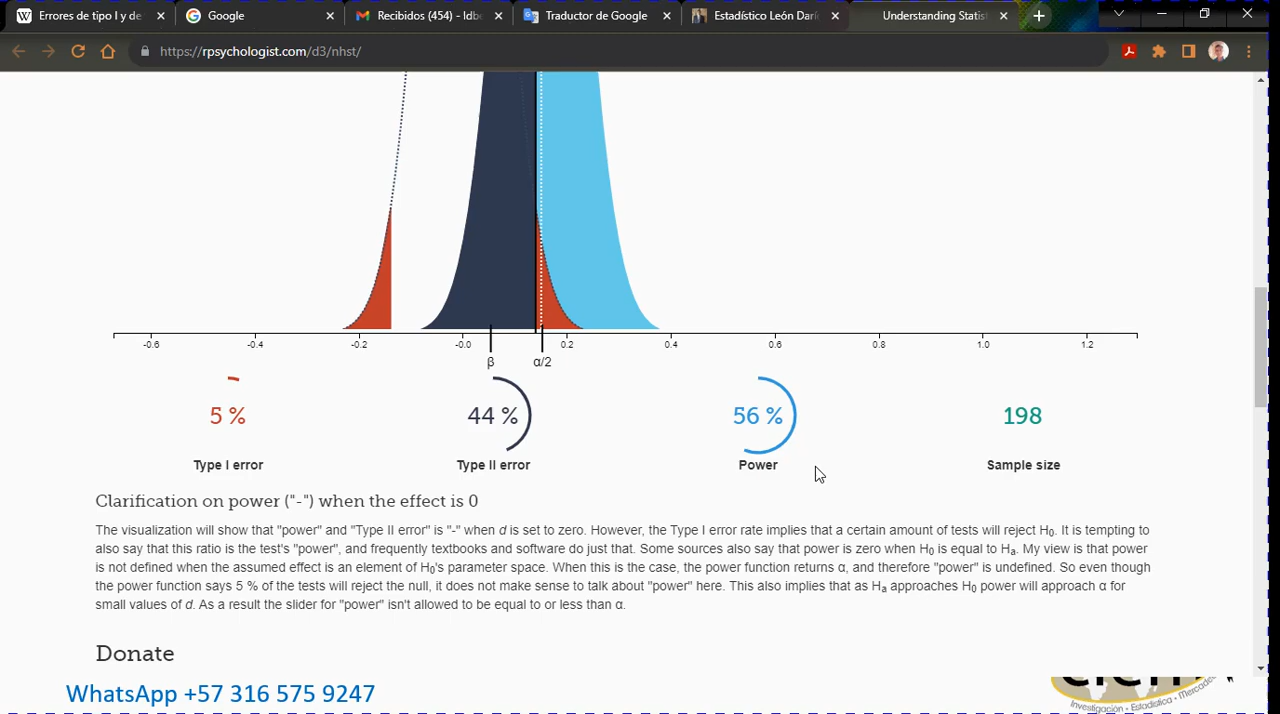 Errores de tipo I y de
Google
Recibidos (454) - ldbe
Traductor de Google
Estadístico León Darí
Understanding Statist
https://rpsychologist.com/d3/nhst/
-0.6 -0.4 -0.2 -0.0 0.2 0.4 0.6 0.8 1.0 1.2
β α/2
5 % 44 % 56 % 198
Type I error Type II error Power Sample size
Clarification on power ("-") when the effect is 0
The visualization will show that "power" and "Type II error" is "-" when d is set to zero. However, the Type I error rate implies that a certain amount of tests will reject H₀. It is tempting to
also say that this ratio is the test's "power", and frequently textbooks and software do just that. Some sources also say that power is zero when H₀ is equal to Hₐ. My view is that power
is not defined when the assumed effect is an element of H₀'s parameter space. When this is the case, the power function returns α, and therefore "power" is undefined. So even though
the power function says 5 % of the tests will reject the null, it does not make sense to talk about "power" here. This also implies that as Hₐ approaches H₀ power will approach α for
small values of d. As a result the slider for "power" isn't allowed to be equal to or less than α.
Donate
WhatsApp +57 316 575 9247
Investigación - Estadística - Mercadeo